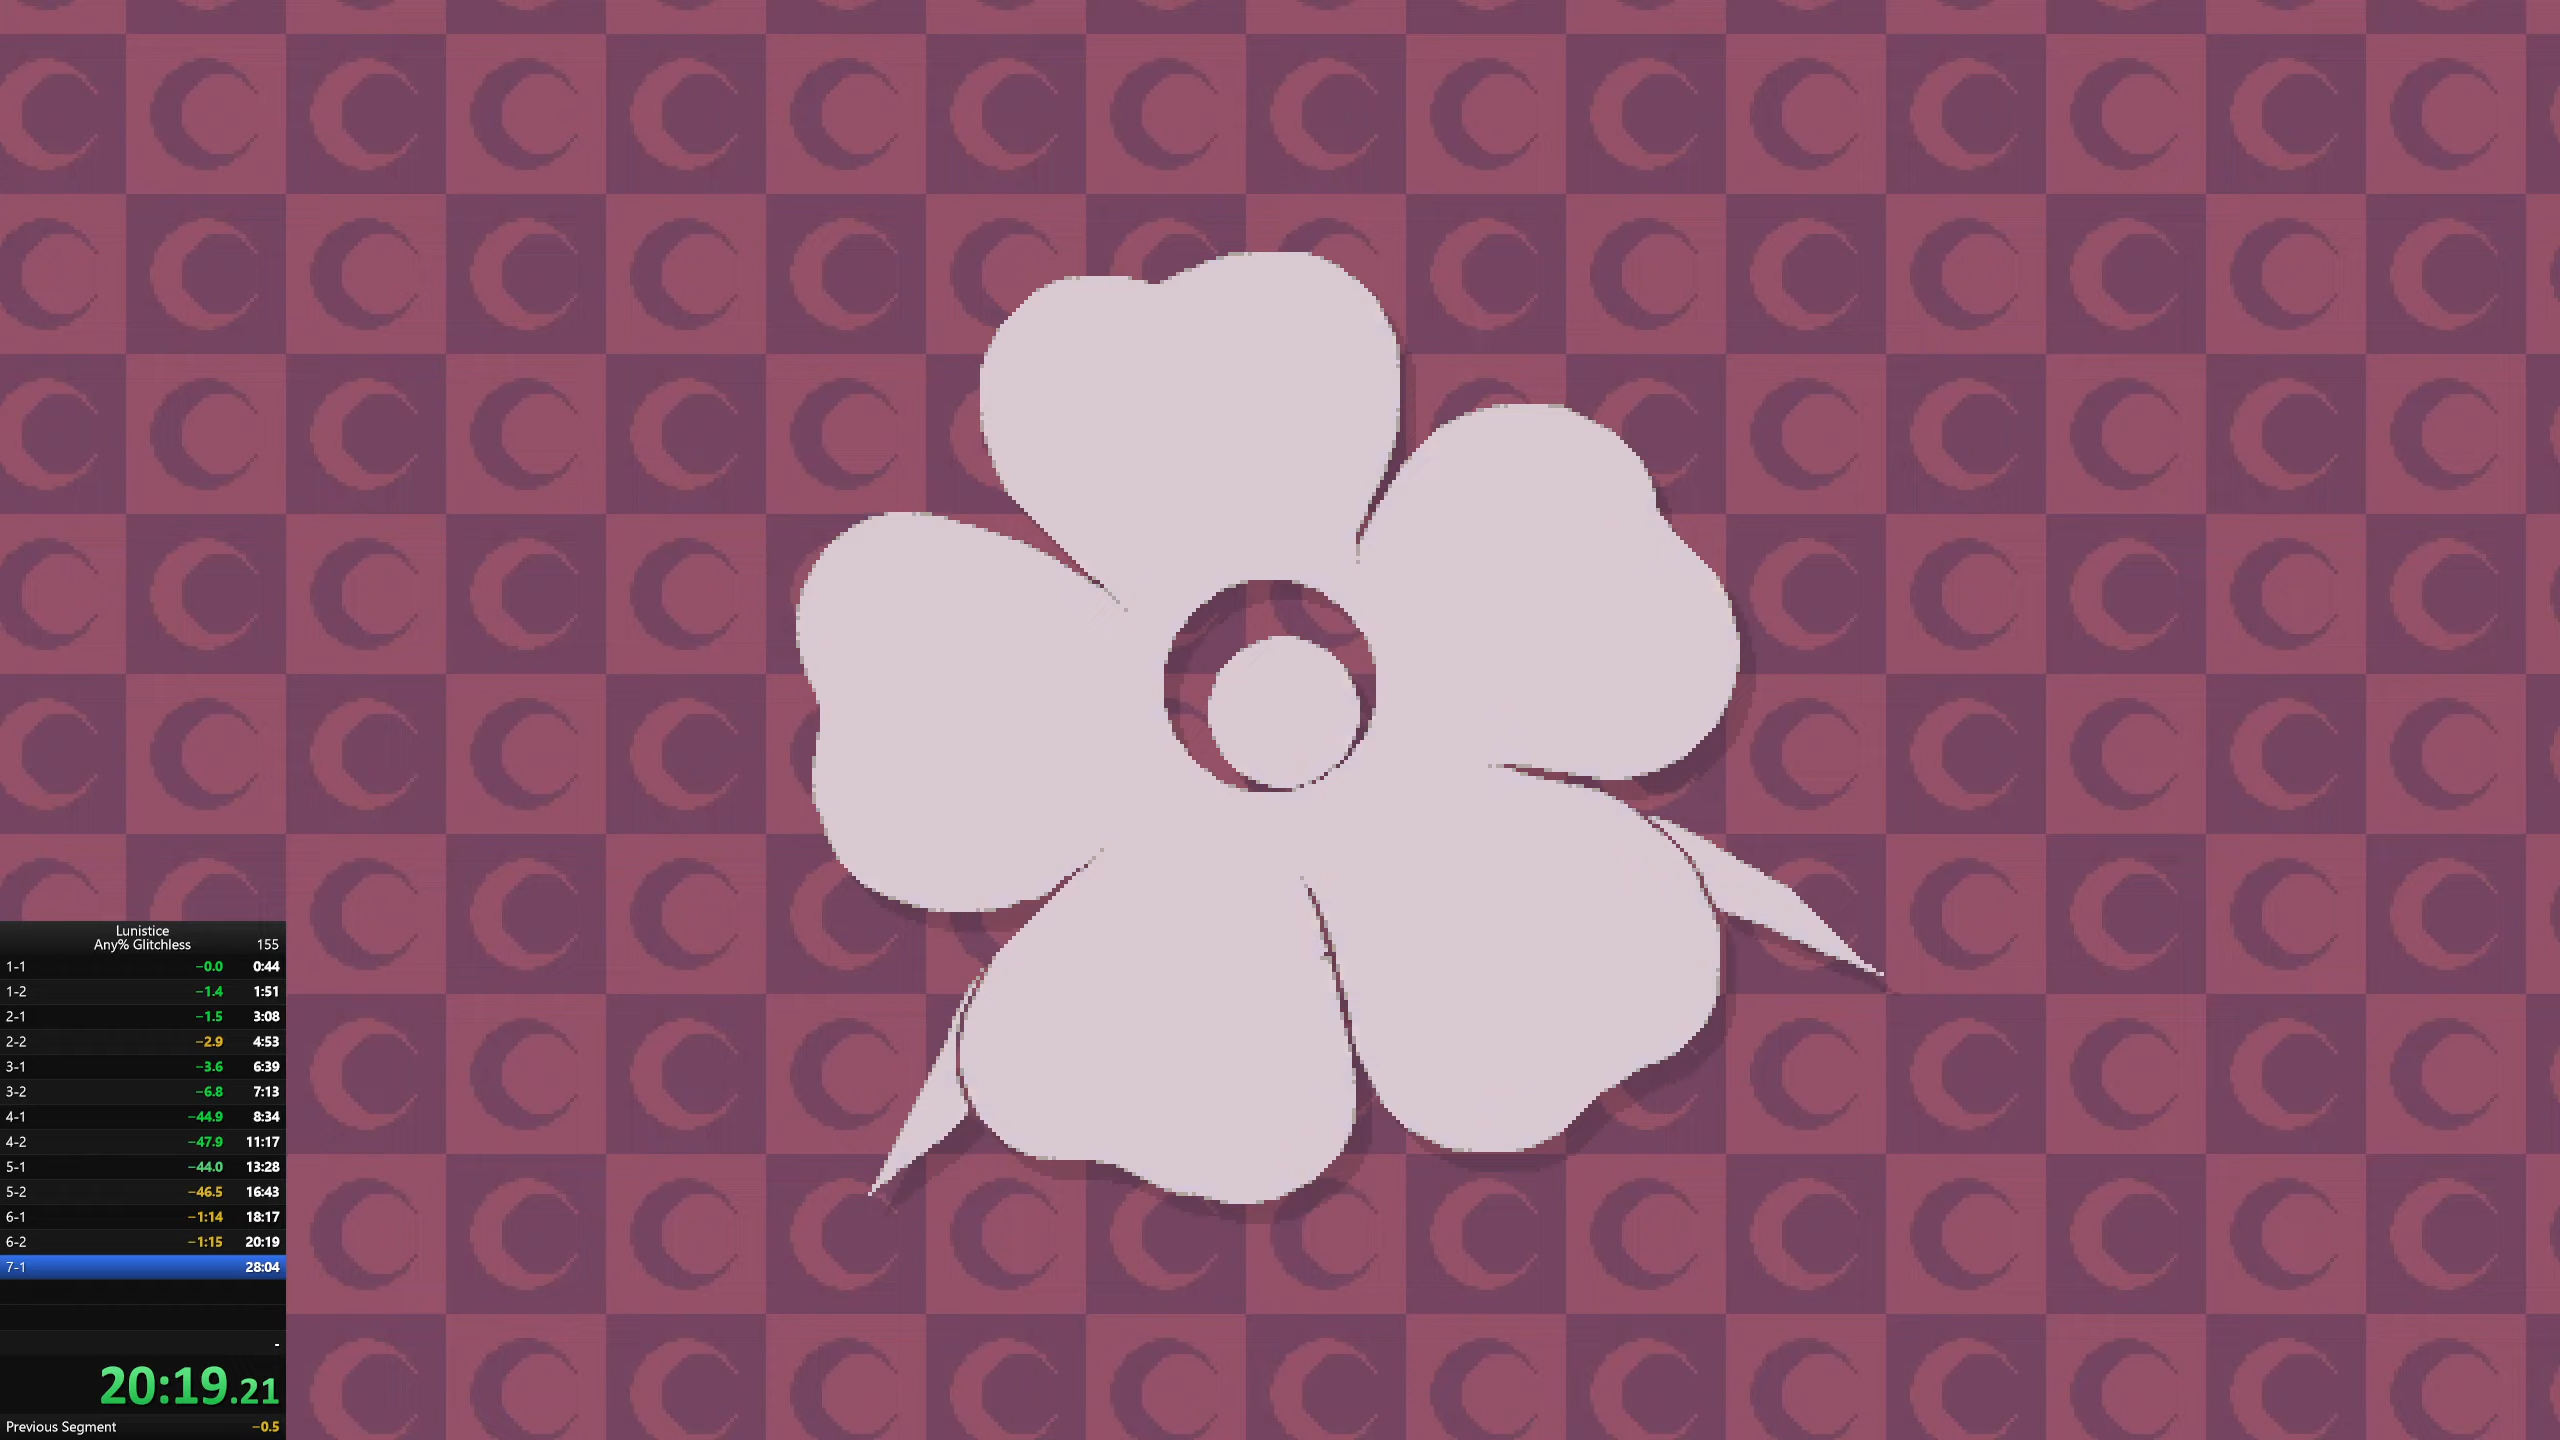 Lunistice
Any% Glitchless 155
1-1 −0.0 0:44
1-2 −1.4 1:51
2-1 −1.5 3:08
2-2 −2.9 4:53
3-1 −3.6 6:39
3-2 −6.8 7:13
4-1 −44.9 8:34
4-2 −47.9 11:17
5-1 −44.0 13:28
5-2 −46.5 16:43
6-1 −1:14 18:17
6-2 −1:15 20:19
7-1 28:04
-
20:19.21
Previous Segment −0.5